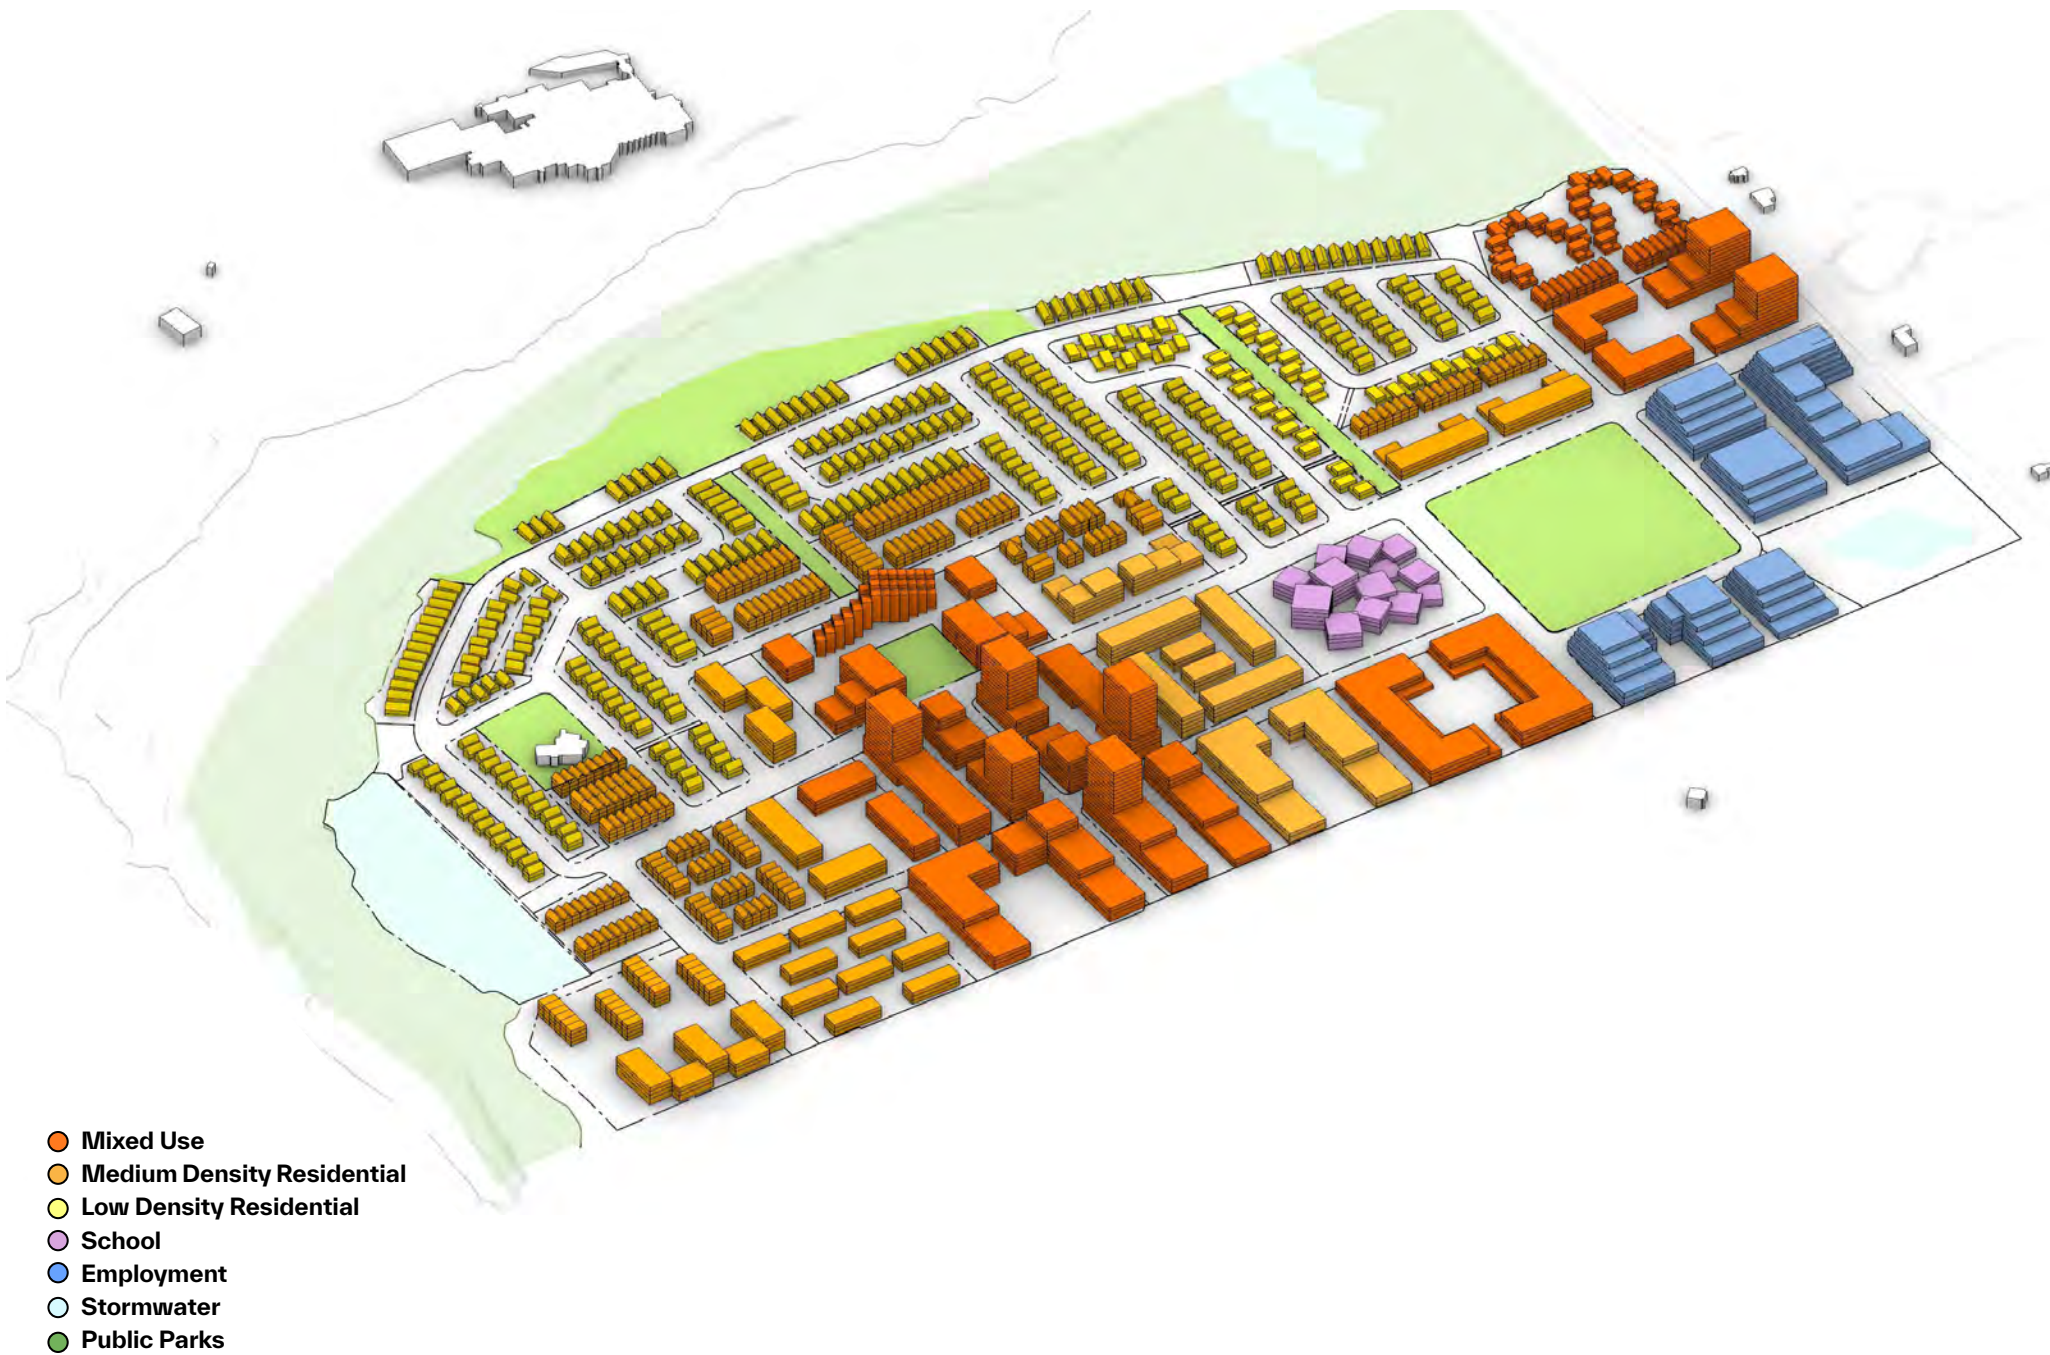 Mixed Use
Medium Density Residential
Low Density Residential
School
Employment
Stormwater
Public Parks